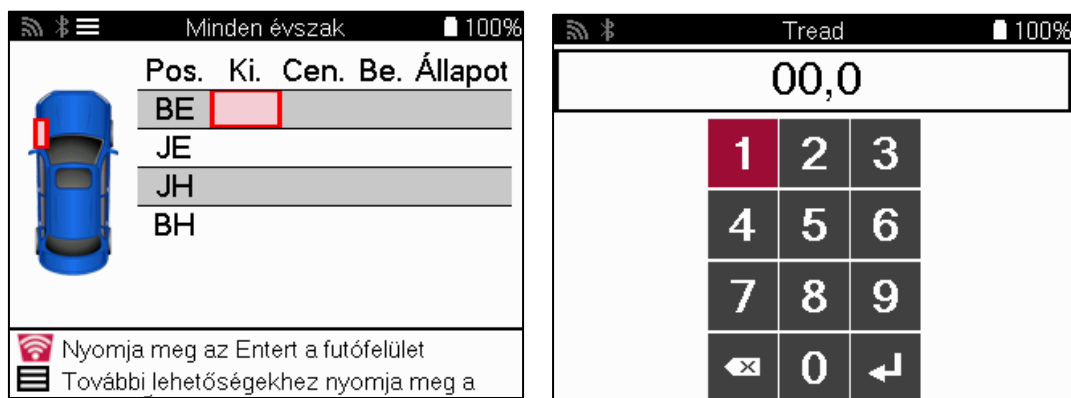 Minden évszak 100%
Pos. Ki. Cen. Be. Állapot
BE
JE
JH
BH
Nyomja meg az Entert a futófelület
További lehetőségekhez nyomja meg a
Tread 100%
00,0
1 2 3
4 5 6
7 8 9
0